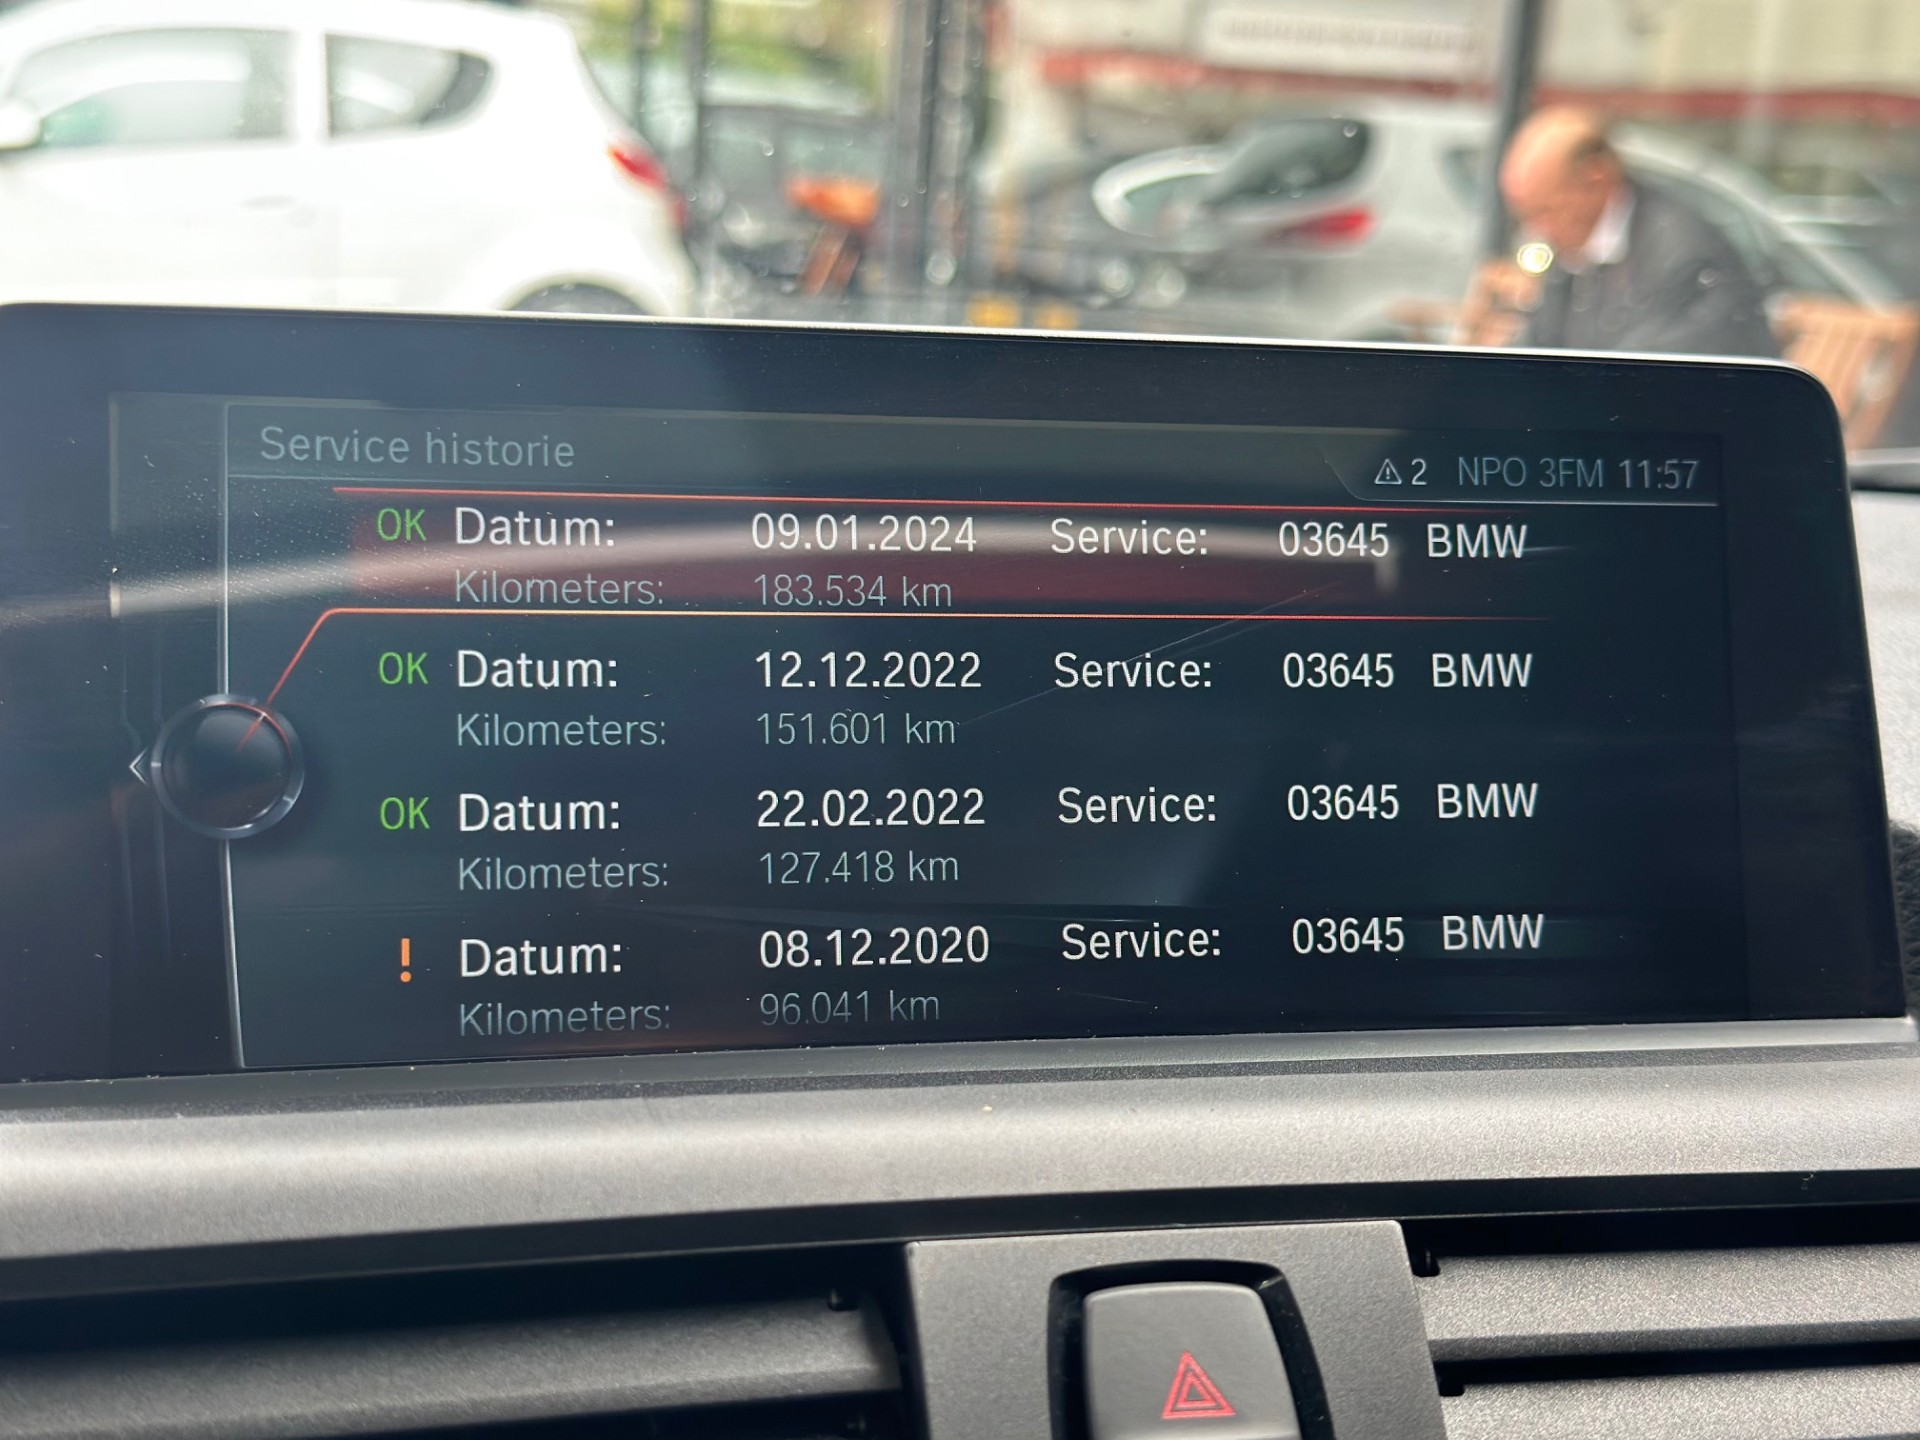 Service historie
2 NPO 3FM 11:57
OK Datum: 09.01.2024 Service: 03645 BMW
Kilometers: 183.534 km
OK Datum: 12.12.2022 Service: 03645 BMW
Kilometers: 151.601 km
OK Datum: 22.02.2022 Service: 03645 BMW
Kilometers: 127.418 km
! Datum: 08.12.2020 Service: 03645 BMW
Kilometers: 96.041 km